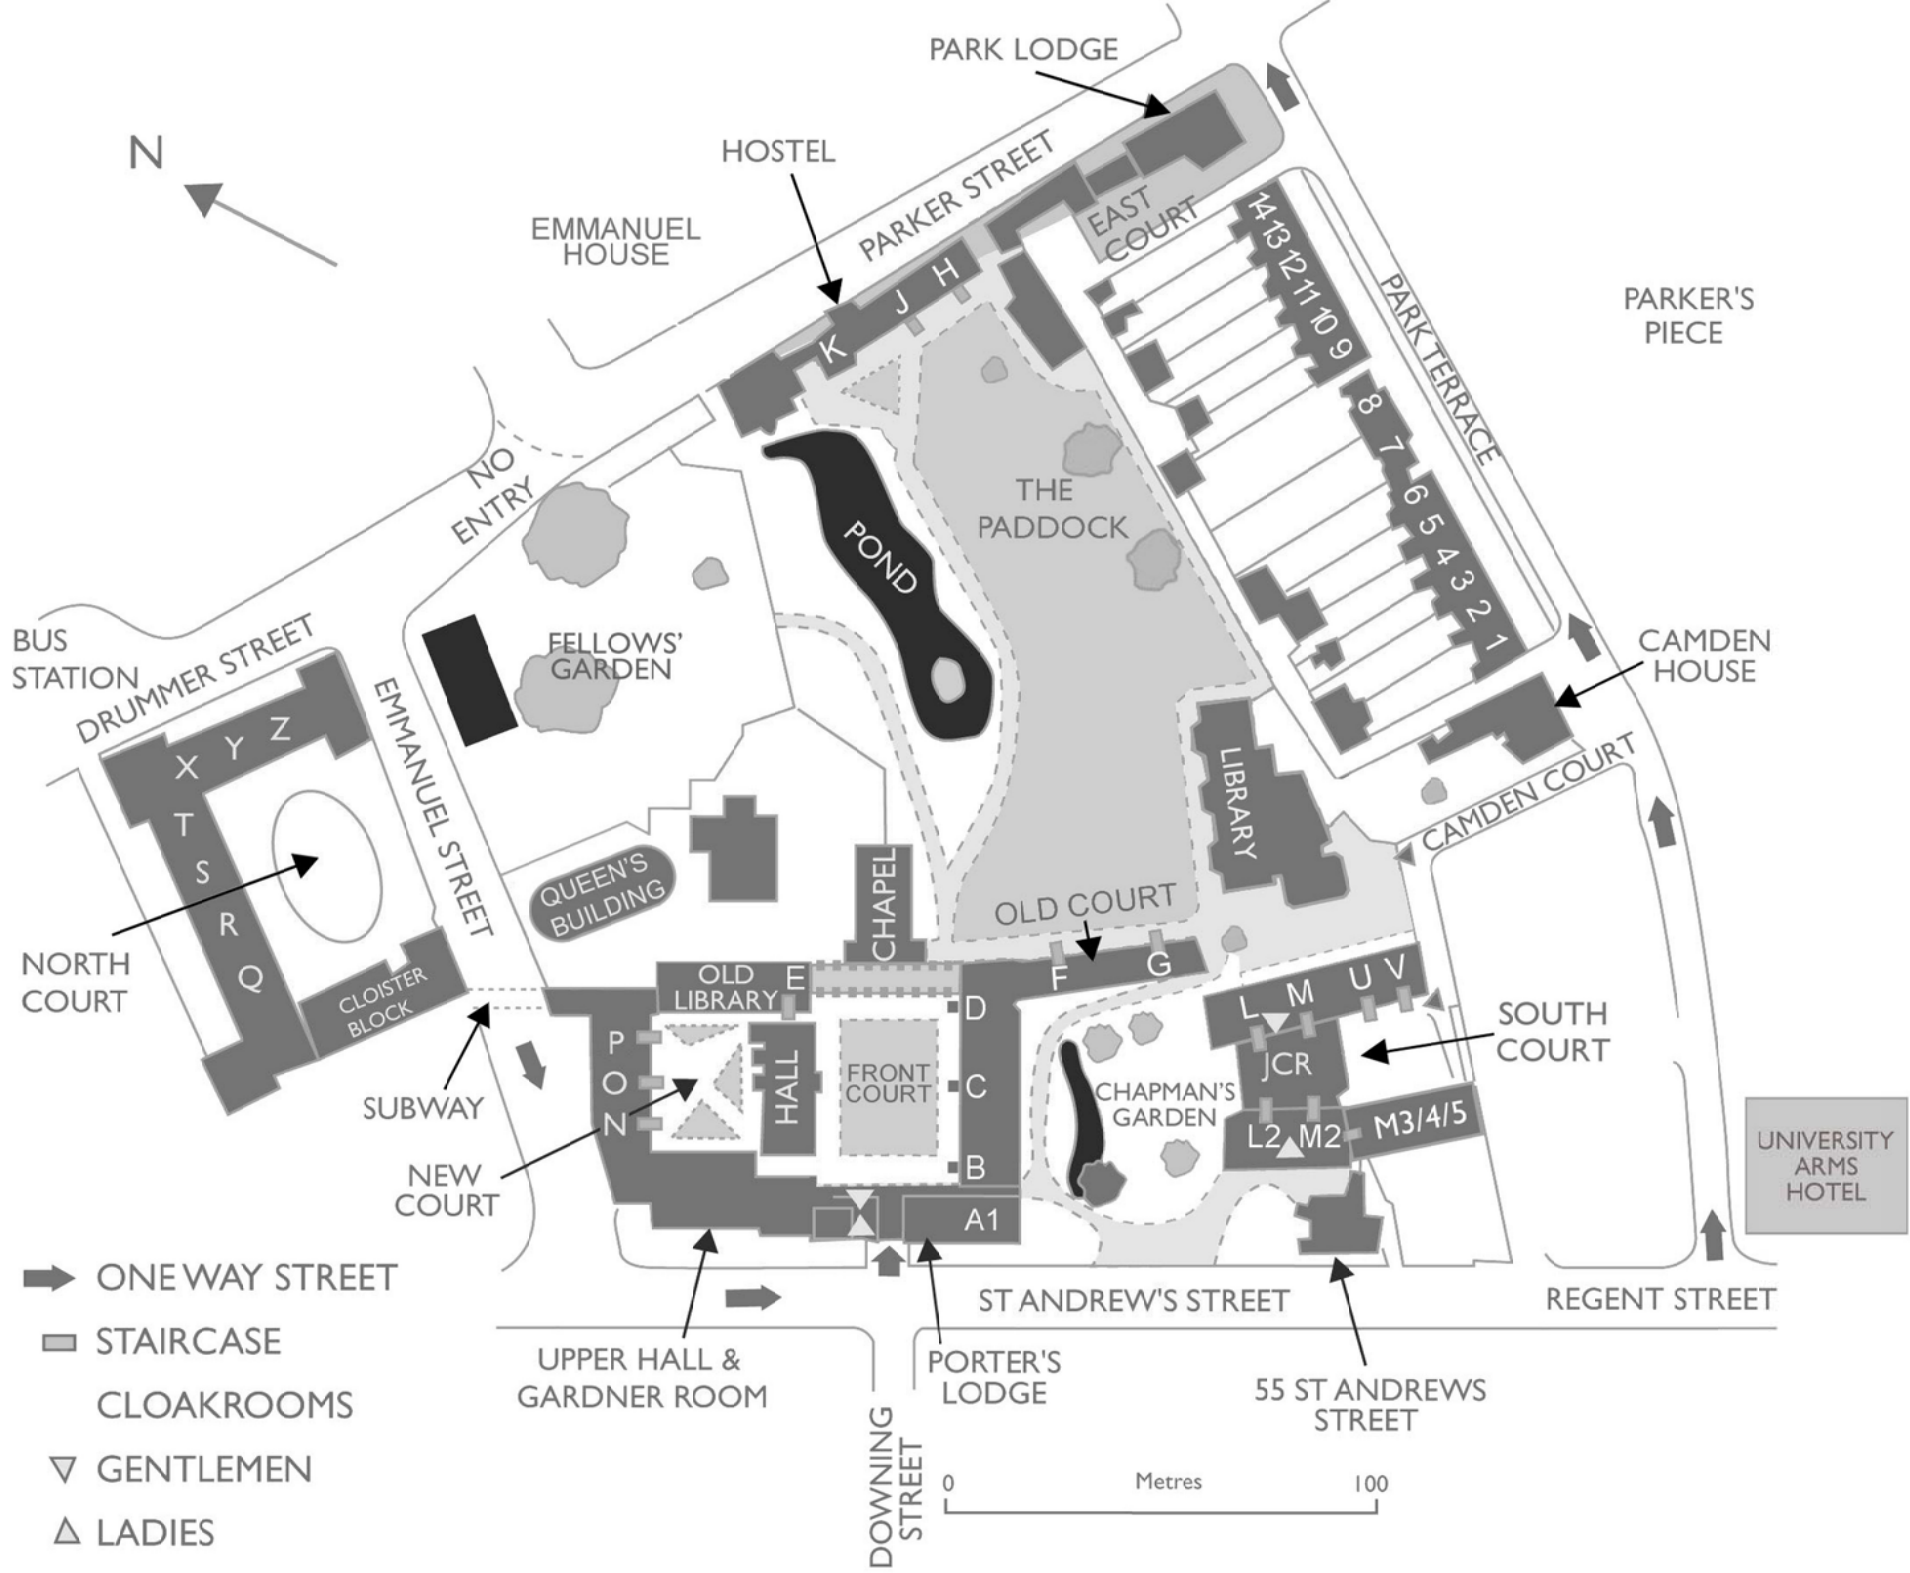 PARK LODGE
N
HOSTEL
PARKER STREET
EMMANUEL
HOUSE
EAST
COURT
H
J
K
14
13
12
11
10
9
8
7
6
5
4
3
2
1
PARK TERRACE
PARKER'S
PIECE
NO
ENTRY
THE
PADDOCK
POND
BUS
STATION
DRUMMER STREET
FELLOWS'
GARDEN
CAMDEN
HOUSE
EMMANUEL STREET
X
Y
Z
T
S
R
Q
LIBRARY
CAMDEN COURT
QUEEN'S
BUILDING
CHAPEL
OLD COURT
NORTH
COURT
CLOISTER
BLOCK
OLD
LIBRARY
E
F
G
D
C
B
L
M
U
V
SOUTH
COURT
P
O
N
HALL
FRONT
COURT
CHAPMAN'S
GARDEN
JCR
SUBWAY
L2
M2
M3/4/5
UNIVERSITY
ARMS
HOTEL
NEW
COURT
A1
ONE WAY STREET
STAIRCASE
CLOAKROOMS
GENTLEMEN
LADIES
ST ANDREW'S STREET
REGENT STREET
UPPER HALL &
GARDNER ROOM
PORTER'S
LODGE
55 ST ANDREWS
STREET
DOWNING
STREET
0
Metres
100